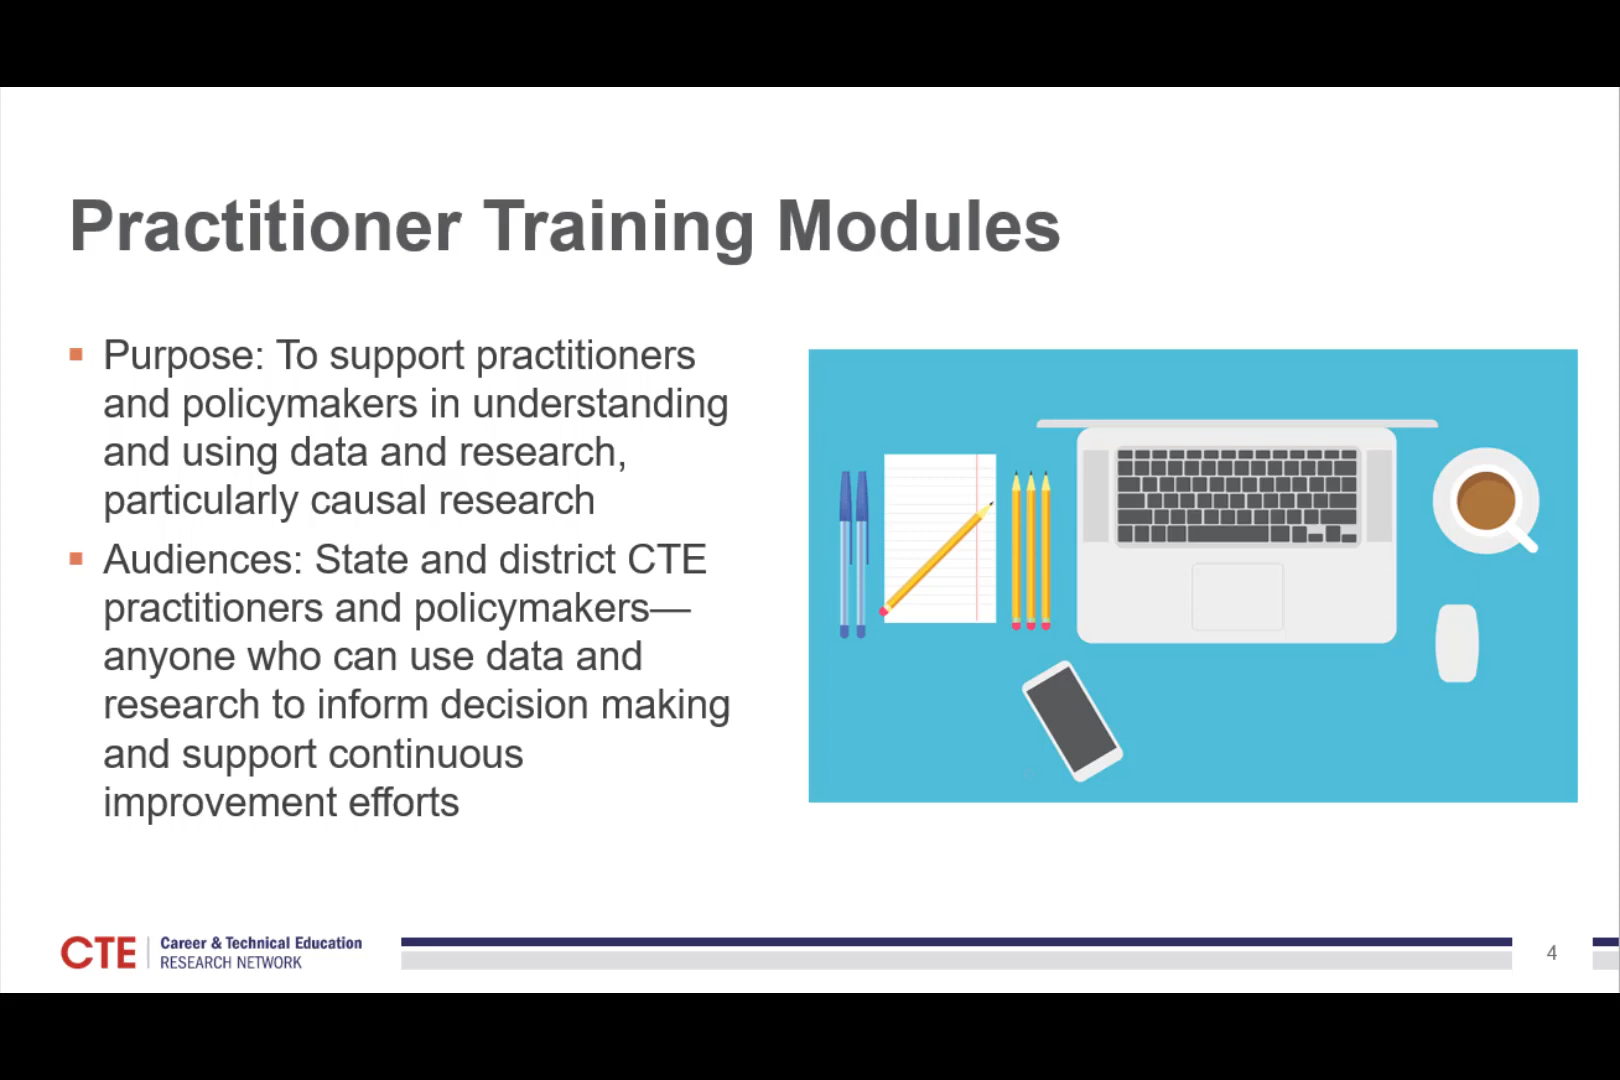 Practitioner Training Modules
Purpose: To support practitioners
and policymakers in understanding
and using data and research,
particularly causal research
Audiences: State and district CTE
practitioners and policymakers—
anyone who can use data and
research to inform decision making
and support continuous
improvement efforts
CTE
Career & Technical Education
RESEARCH NETWORK
4